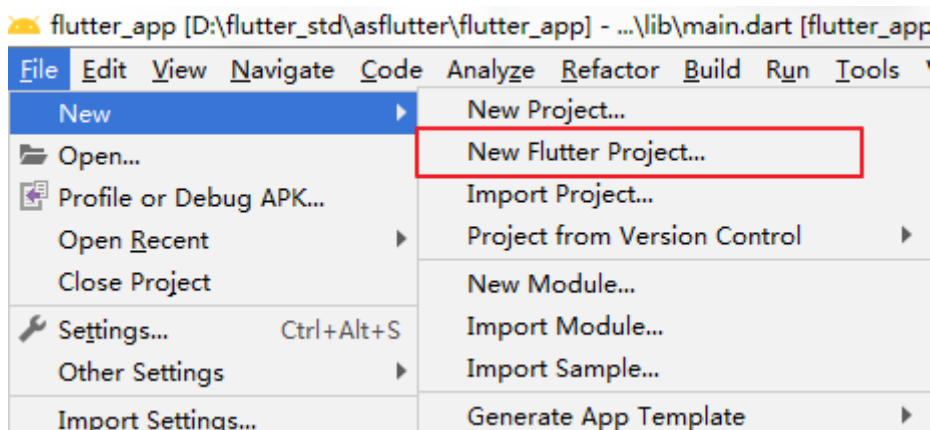 flutter_app [D:\flutter_std\asflutter\flutter_app] - ...\lib\main.dart [flutter_app
File Edit View Navigate Code Analyze Refactor Build Run Tools
New
Open...
Profile or Debug APK...
Open Recent
Close Project
Settings... Ctrl+Alt+S
Other Settings
Import Settings...
New Project...
New Flutter Project...
Import Project...
Project from Version Control
New Module...
Import Module...
Import Sample...
Generate App Template